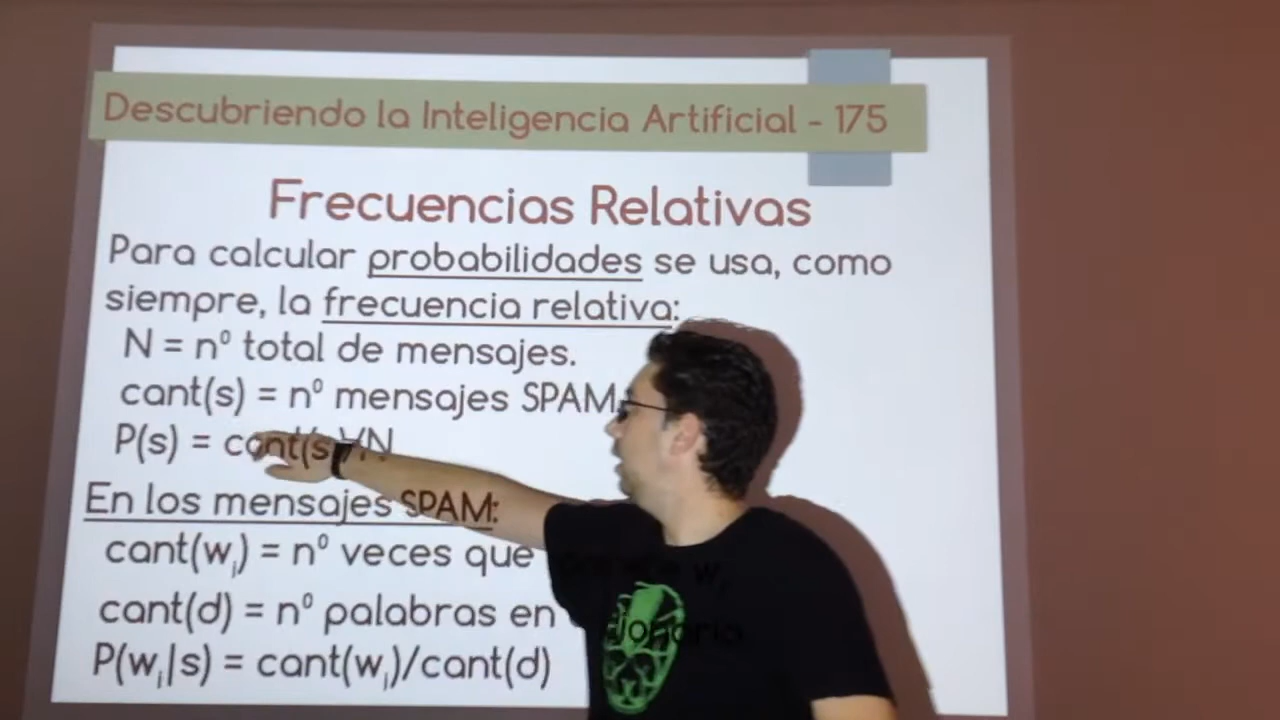 Descubriendo la Inteligencia Artificial - 175
Frecuencias Relativas
Para calcular probabilidades se usa, como
siempre, la frecuencia relativa:
N = nº total de mensajes.
cant(s) = nº mensajes SPAM.
P(s) = cant(s)/N
En los mensajes SPAM:
cant(wᵢ) = nº veces que wᵢ
cant(d) = nº palabras en
P(wᵢ|s) = cant(wᵢ)/cant(d)